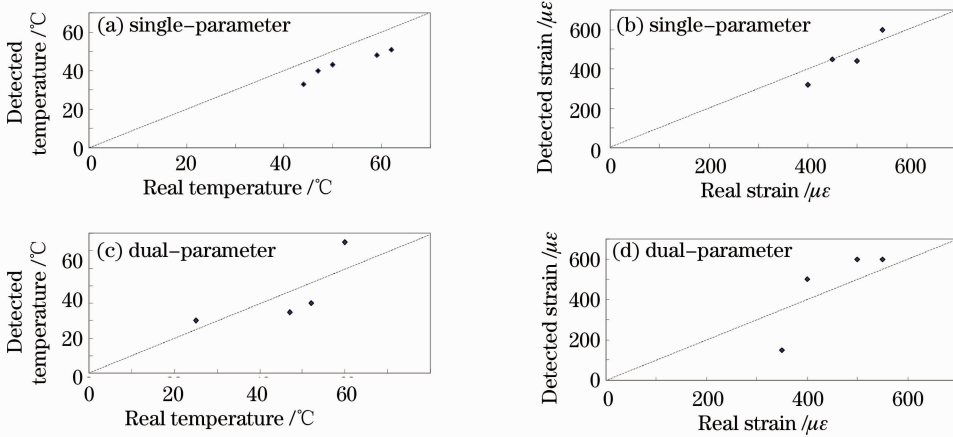 (a) single-parameter
Detected
temperature /℃
60
40
20
0
0 20 40 60
Real temperature /℃
(b) single-parameter
Detected strain /με
600
400
200
0
0 200 400 600
Real strain /με
(c) dual-parameter
Detected
temperature /℃
60
40
20
0
0 20 40 60
Real temperature /℃
(d) dual-parameter
Detected strain /με
600
400
200
0
0 200 400 600
Real strain /με